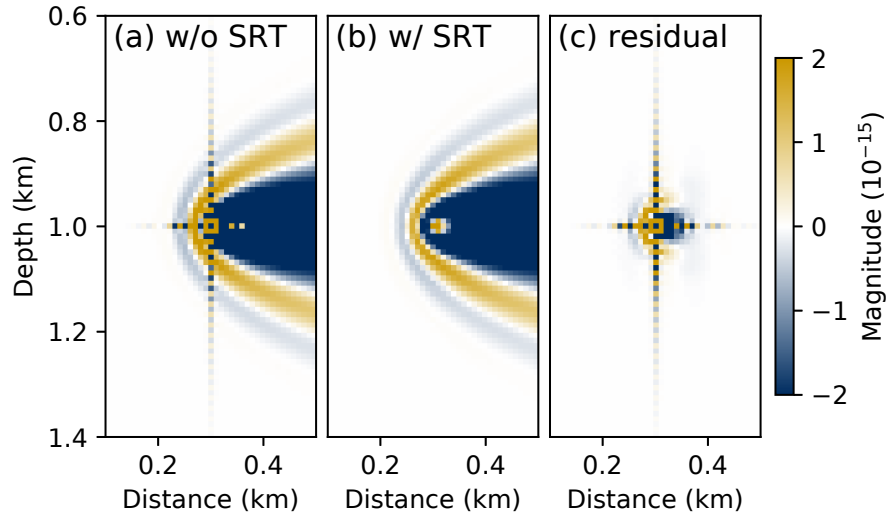 (a) w/o SRT
(b) w/ SRT
(c) residual
0.6
0.8
1.0
1.2
1.4
Depth (km)
0.2
0.4
0.2
0.4
0.2
0.4
Distance (km)
Distance (km)
Distance (km)
2
1
0
−1
−2
Magnitude (10⁻¹⁵)